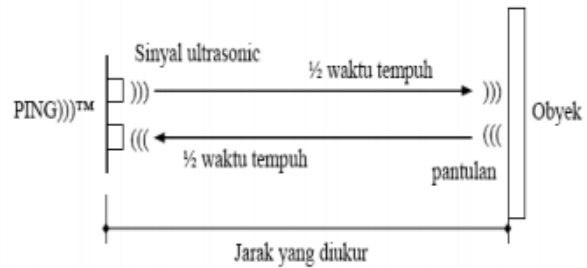 Sinyal ultrasonic
½ waktu tempuh
PING)))™
)))
)))
Obyek
(((
(((
½ waktu tempuh
pantulan
Jarak yang diukur